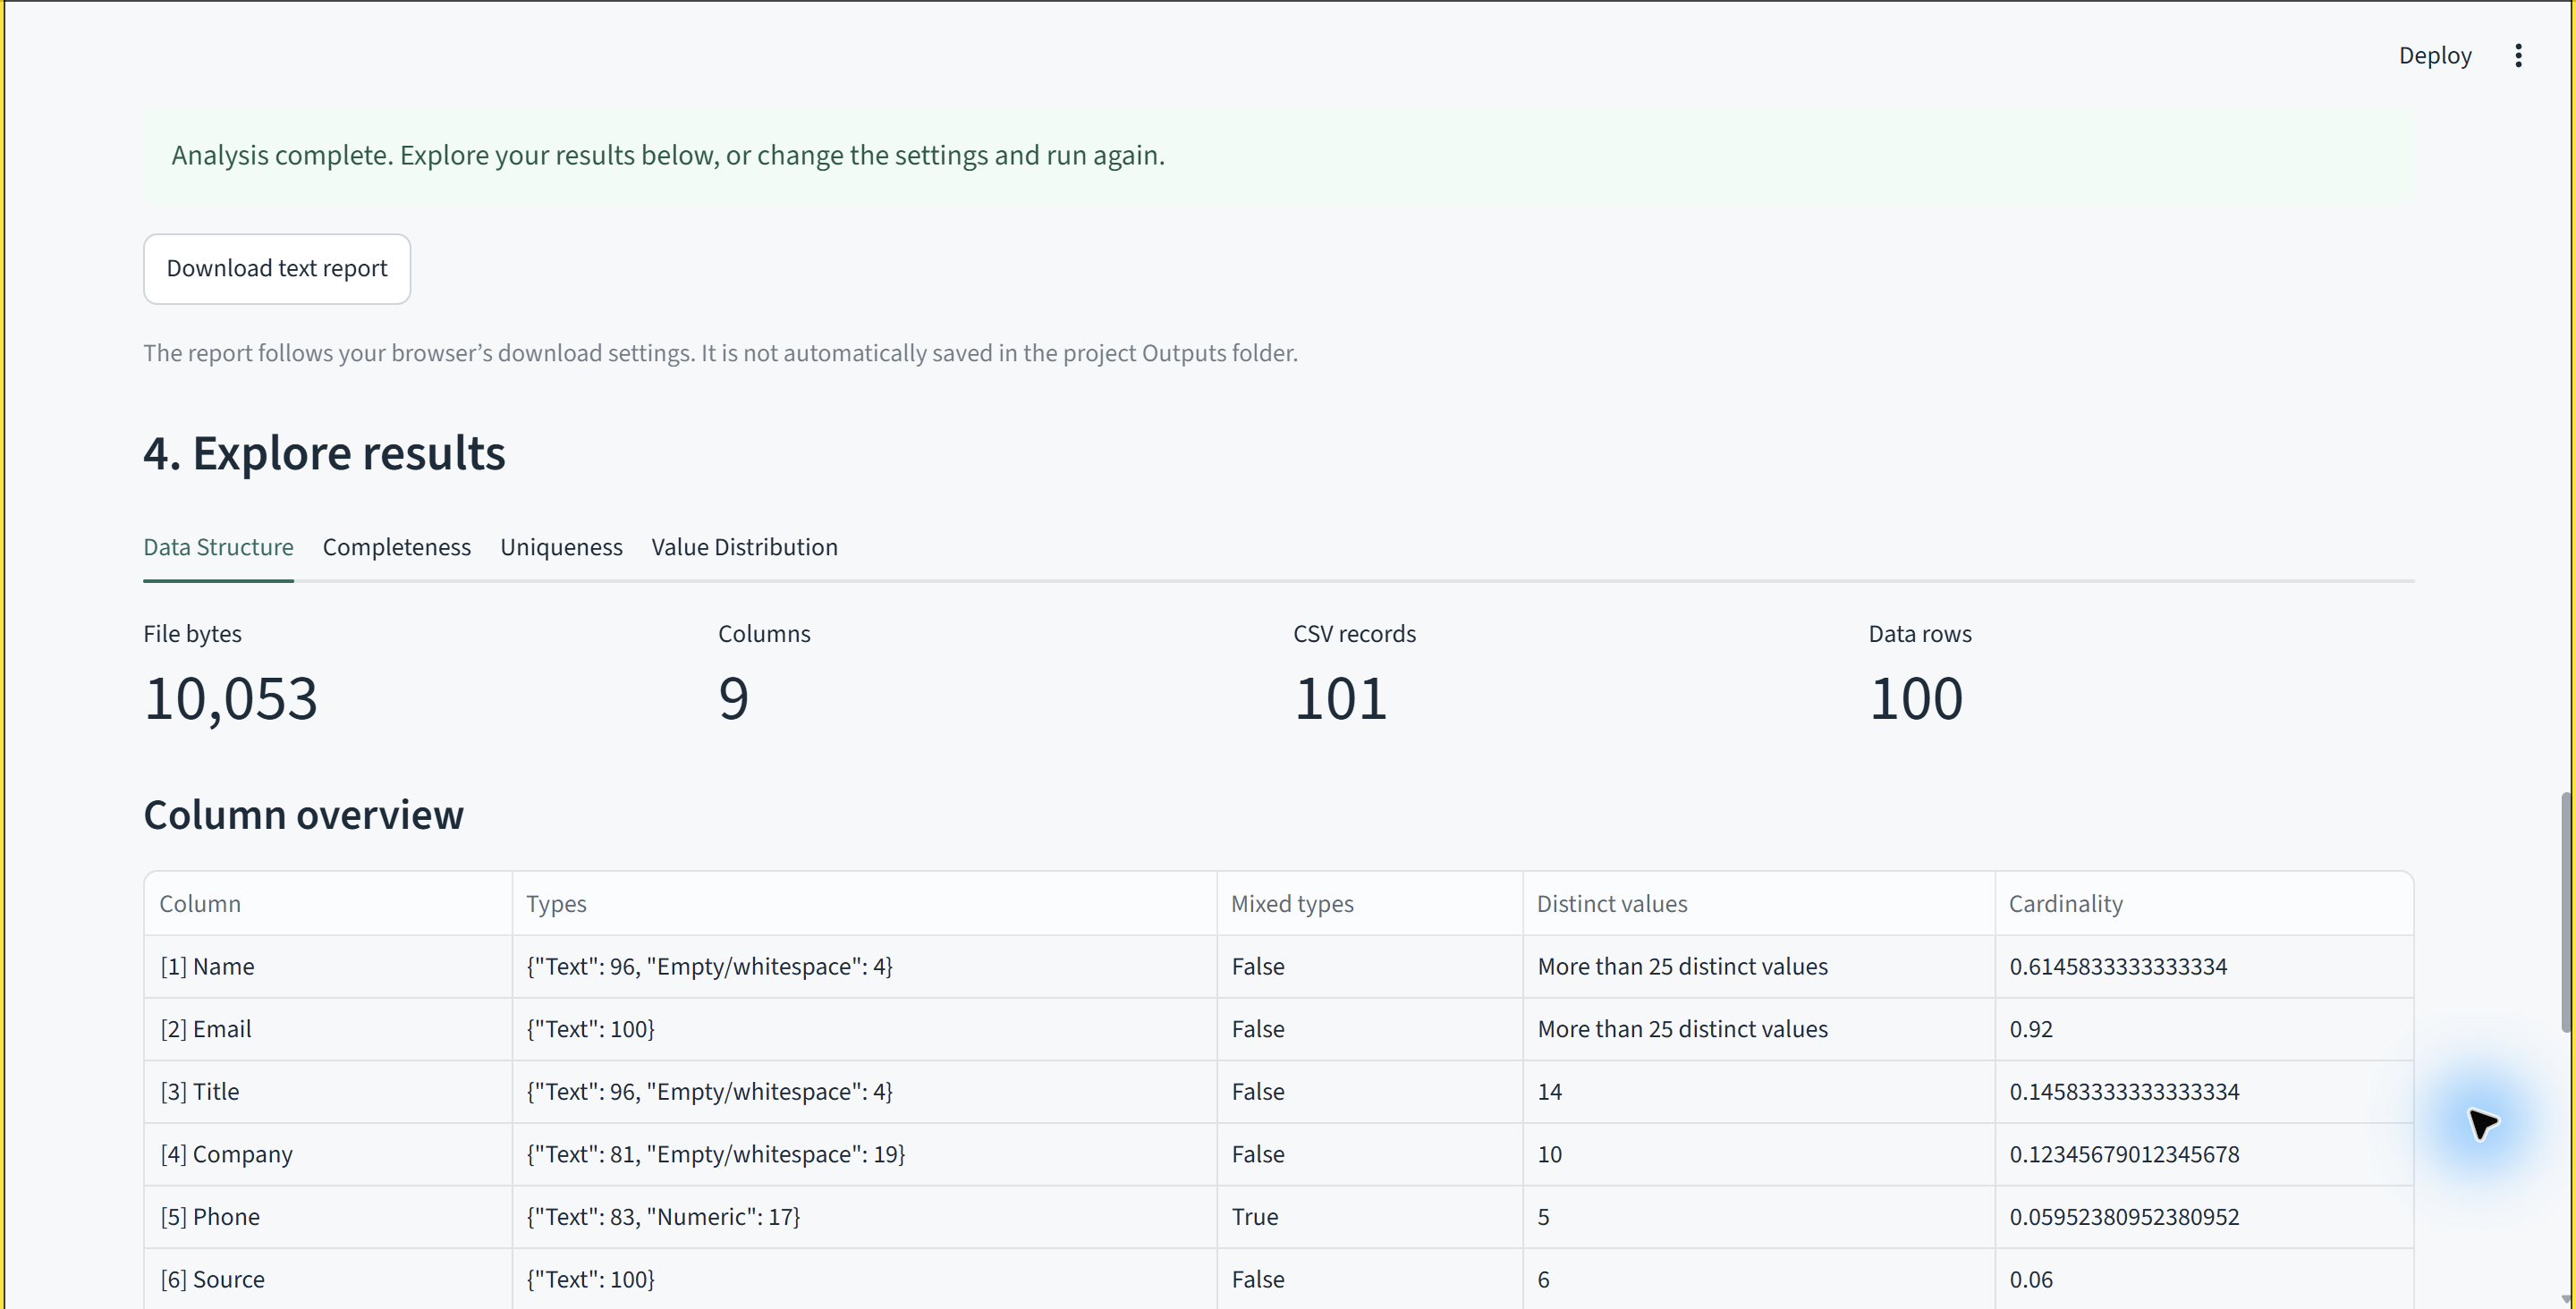 Deploy
Analysis complete. Explore your results below, or change the settings and run again.
Download text report
The report follows your browser’s download settings. It is not automatically saved in the project Outputs folder.
4. Explore results
Data Structure Completeness Uniqueness Value Distribution
File bytes Columns CSV records Data rows
10,053 9 101 100
Column overview
Column Types Mixed types Distinct values Cardinality
[1] Name {"Text": 96, "Empty/whitespace": 4} False More than 25 distinct values 0.6145833333333334
[2] Email {"Text": 100} False More than 25 distinct values 0.92
[3] Title {"Text": 96, "Empty/whitespace": 4} False 14 0.14583333333333334
[4] Company {"Text": 81, "Empty/whitespace": 19} False 10 0.12345679012345678
[5] Phone {"Text": 83, "Numeric": 17} True 5 0.05952380952380952
[6] Source {"Text": 100} False 6 0.06